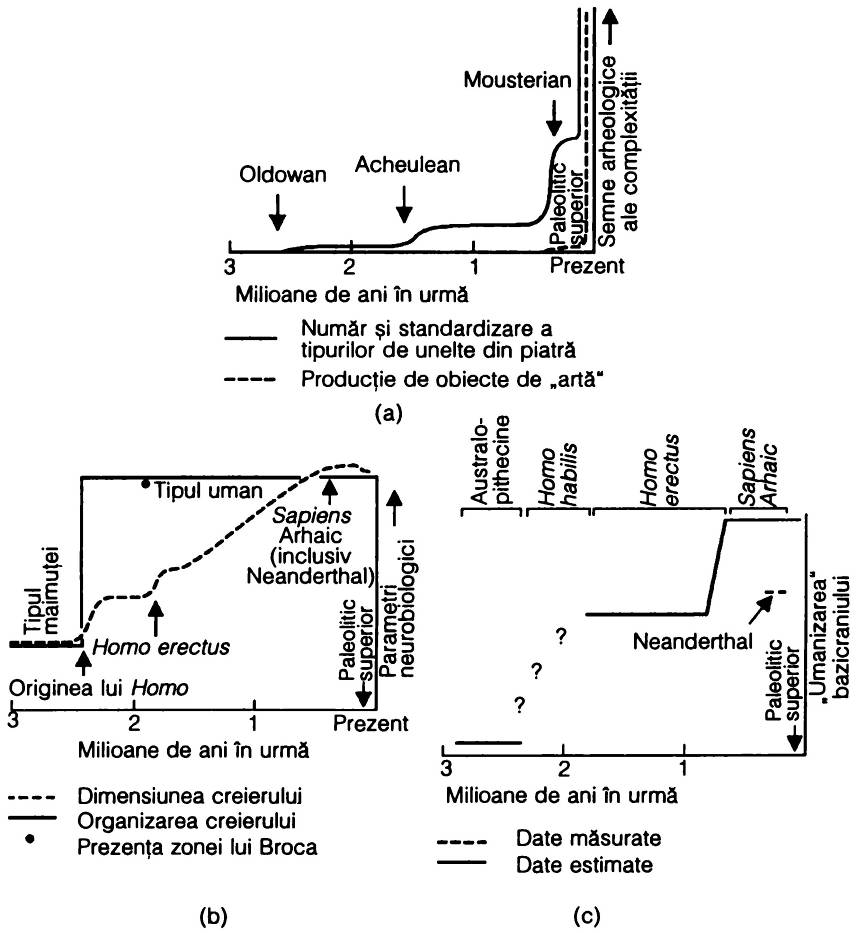 Mousterian
Oldowan
Acheulean
Paleolitic
superior
Semne arheologice
ale complexității
3
2
1
Prezent
Milioane de ani în urmă
Număr și standardizare a
tipurilor de unelte din piatră
Producție de obiecte de „artă“
(a)
Tipul
maimuței
Tipul uman
Sapiens
Arhaic
(inclusiv
Neanderthal)
Homo erectus
Originea lui Homo
Paleolitic
superior
Parametri
neurobiologici
3
2
1
Prezent
Milioane de ani în urmă
Dimensiunea creierului
Organizarea creierului
Prezența zonei lui Broca
(b)
Australo-
pithecine
Homo
habilis
Homo
erectus
Sapiens
Arhaic
?
?
?
Neanderthal
Paleolitic
superior
„Umanizarea“
bazicraniului
3
2
1
Milioane de ani în urmă
Date măsurate
Date estimate
(c)